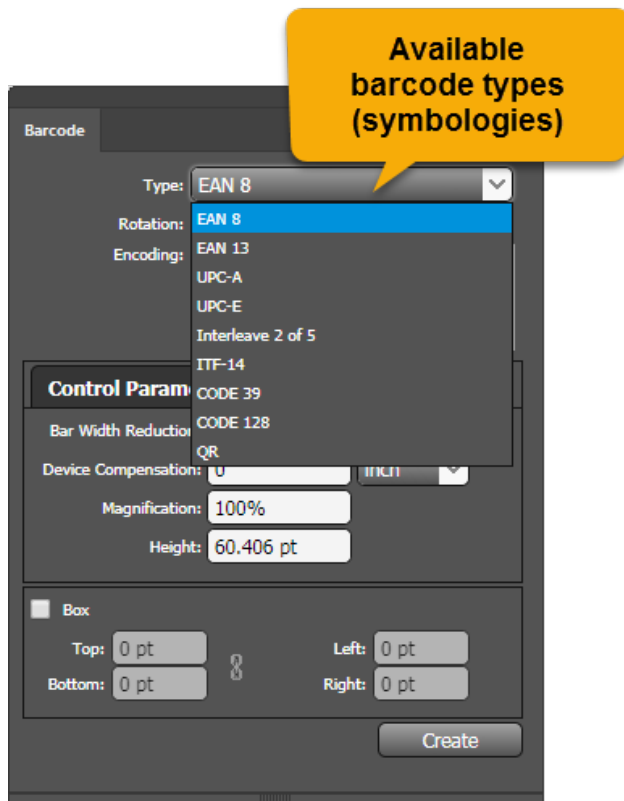 Available
barcode types
(symbologies)
Barcode
Type: EAN 8
Rotation: EAN 8
Encoding: EAN 13
UPC-A
UPC-E
Interleave 2 of 5
ITF-14
Control Param CODE 39
Bar Width Reduction CODE 128
QR
Device Compensation: 0 inch
Magnification: 100%
Height: 60.406 pt
Box
Top: 0 pt Left: 0 pt
Bottom: 0 pt Right: 0 pt
Create